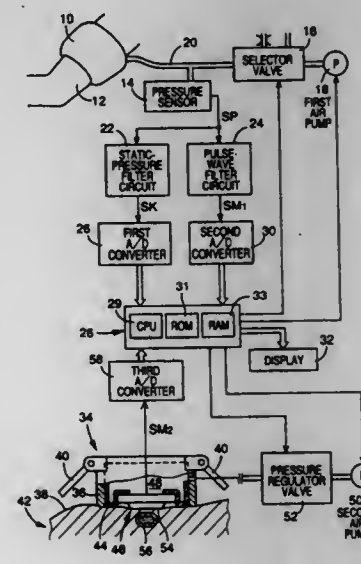 10
20
16
SELECTOR
VALVE
P
18
FIRST
AIR
PUMP
12
14
PRESSURE
SENSOR
SP
22
24
STATIC-
PRESSURE
FILTER
CIRCUIT
PULSE-
WAVE
FILTER
CIRCUIT
SK
SM1
26
30
FIRST
A/D
CONVERTER
SECOND
A/D
CONVERTER
29
31
33
CPU
ROM
RAM
26
DISPLAY
32
58
THIRD
A/D
CONVERTER
SM2
34
40
40
36
46
38
42
44
48
56
54
PRESSURE
REGULATOR
VALVE
52
50
SECO
AIR
PUMP